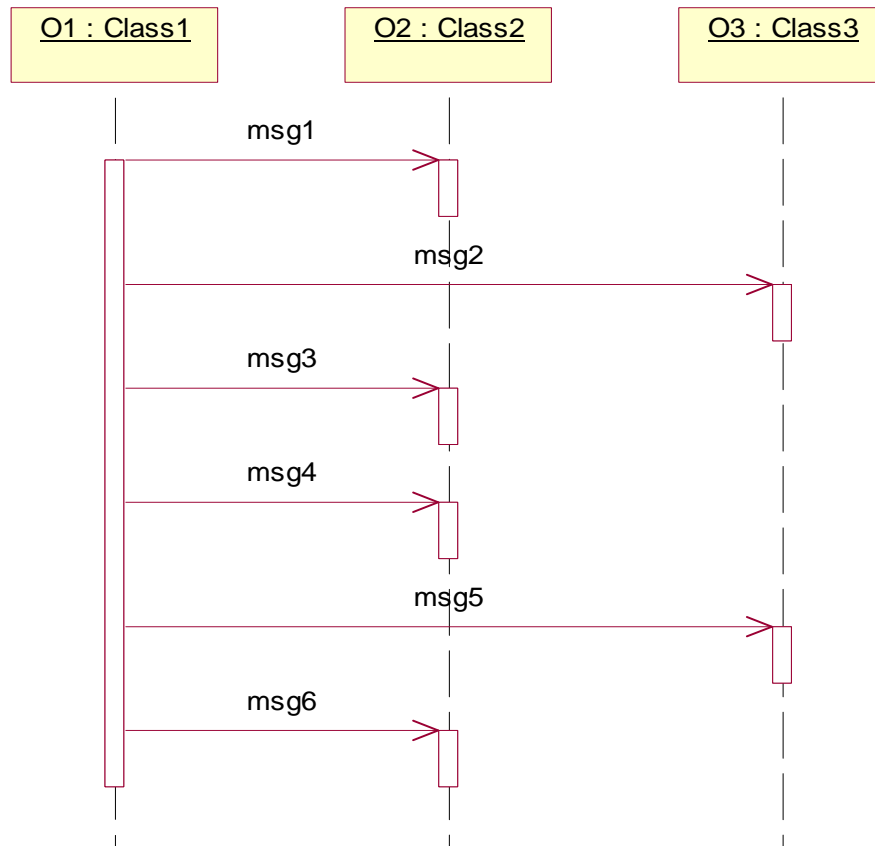 O1 : Class1
O2 : Class2
O3 : Class3
msg1
msg2
msg3
msg4
msg5
msg6